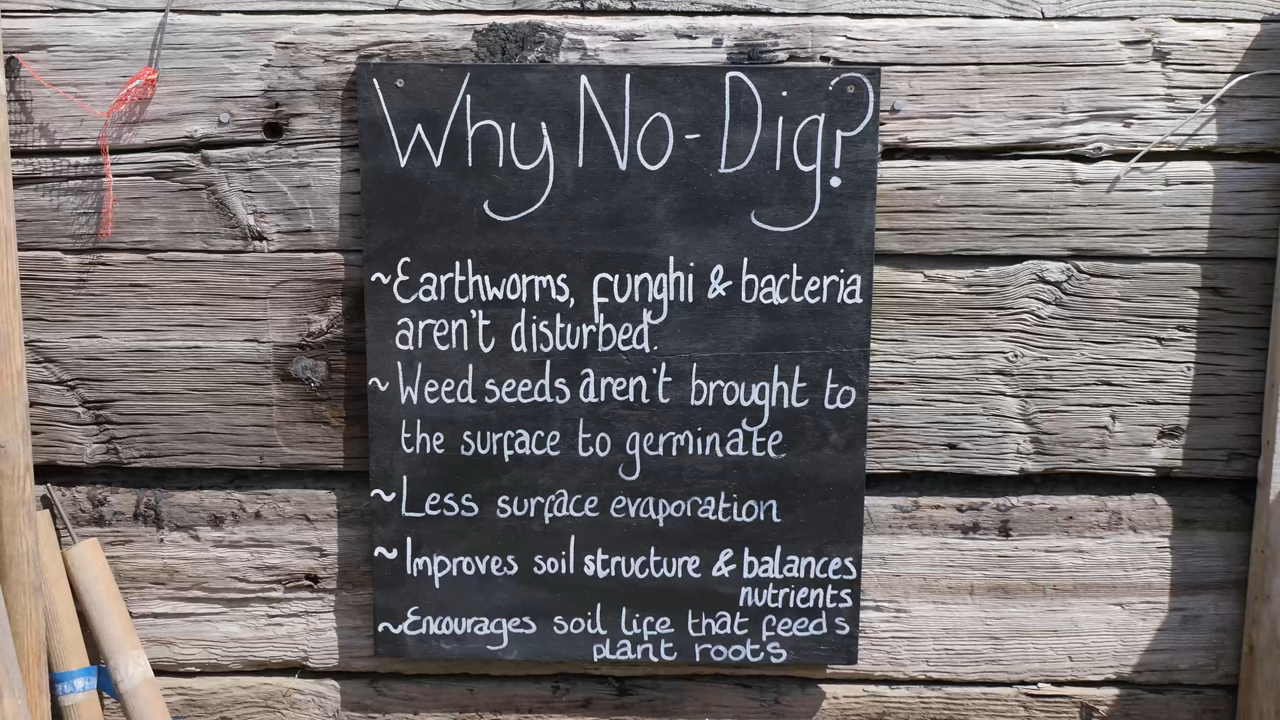 Why No-Dig?
~Earthworms, funghi & bacteria
aren't disturbed.
~ Weed seeds aren't brought to
the surface to germinate
~ Less surface evaporation
~ Improves soil structure & balances
nutrients
~Encourages soil life that feeds
plant roots